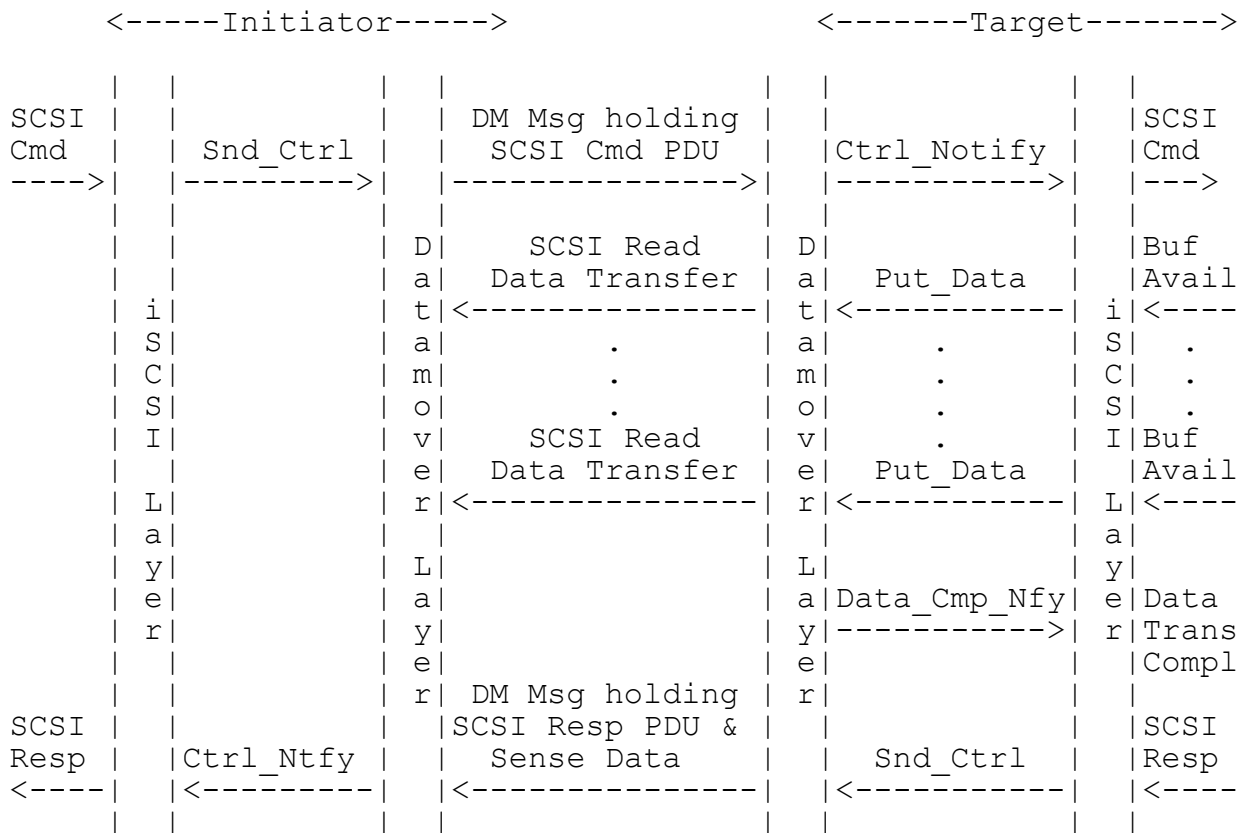 <-----Initiator----->                   <-------Target------->

     |  |             |  |                    |  |               |  |
SCSI |  |             |  | DM Msg holding     |  |               |  |SCSI
Cmd  |  |  Snd_Ctrl   |  |  SCSI Cmd PDU      |  |Ctrl_Notify    |  |Cmd
---->|  |------------>|  |------------------->|  |-------------->|  |--->
     |  |             |  |                    |  |               |  |
     |  |             | D|    SCSI Read       | D|               |  |Buf
     |  |             | a|  Data Transfer     | a|  Put_Data     |  |Avail
     | i|             | t|<-------------------| t|<--------------| i|<----
     | S|             | a|        .           | a|      .        | S|  .
     | C|             | m|        .           | m|      .        | C|  .
     | S|             | o|        .           | o|      .        | S|  .
     | I|             | v|    SCSI Read       | v|      .        | I|Buf
     |  |             | e|  Data Transfer     | e|  Put_Data     |  |Avail
     | L|             | r|<-------------------| r|<--------------| L|<----
     | a|             |  |                    |  |               | a|
     | y|             | L|                    | L|               | y|
     | e|             | a|                    | a|Data_Cmp_Nfy   | e|Data
     | r|             | y|                    | y|-------------->| r|Trans
     |  |             | e|                    | e|               |  |Compl
     |  |             | r| DM Msg holding     | r|               |  |
SCSI |  |             |  |SCSI Resp PDU &     |  |               |  |SCSI
Resp |  |Ctrl_Ntfy    |  |  Sense Data        |  |  Snd_Ctrl     |  |Resp
<----|  |<------------|  |<-------------------|  |<--------------|  |<----
     |  |             |  |                    |  |               |  |